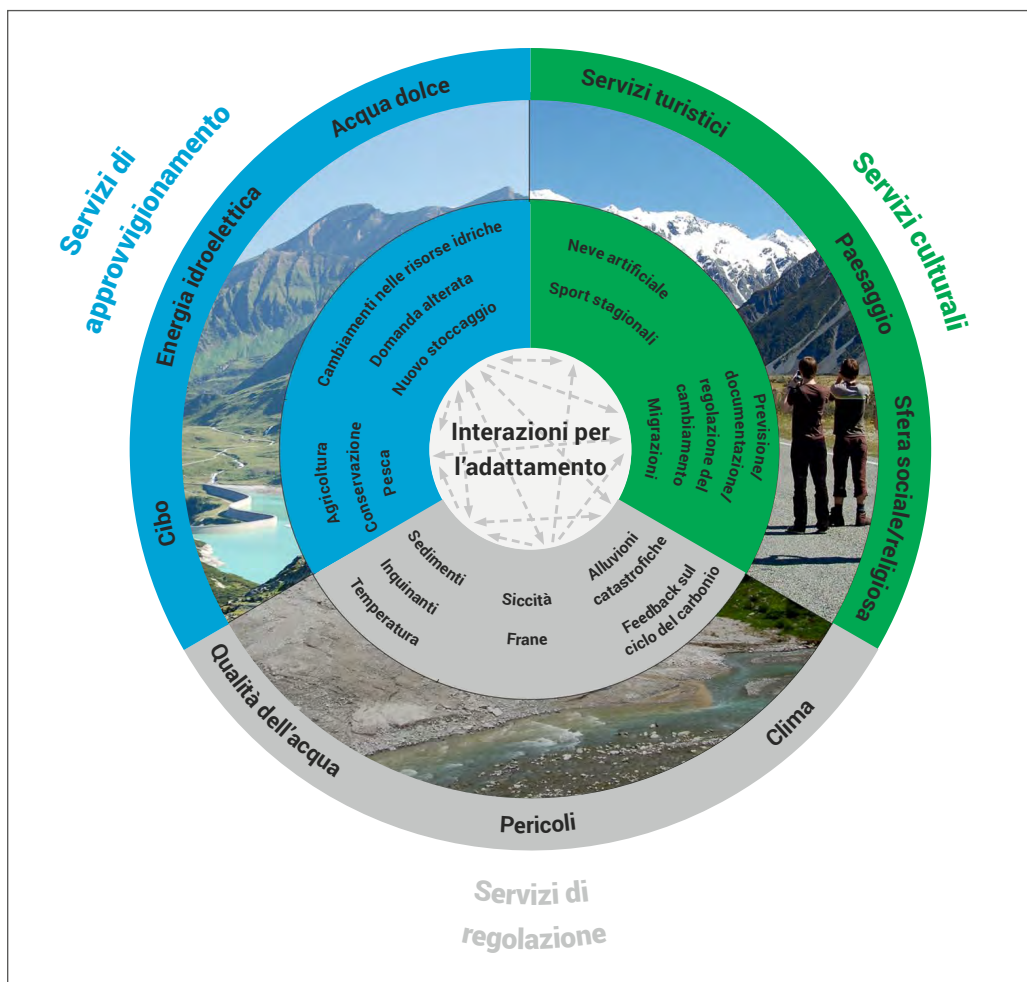 Servizi di
approvvigionamento
Acqua dolce
Energia idroelettica
Cibo
Cambiamenti nelle risorse idriche
Domanda alterata
Nuovo stoccaggio
Agricoltura
Conservazione
Pesca
Servizi culturali
Servizi turistici
Paesaggio
Sfera sociale/religiosa
Neve artificiale
Sport stagionali
Previsione/
documentazione/
regolazione del
cambiamento
Migrazioni
Interazioni per
l'adattamento
Sedimenti
Inquinanti
Temperatura
Siccità
Frane
Alluvioni
catastrofiche
Feedback sul
ciclo del carbonio
Qualità dell'acqua
Pericoli
Clima
Servizi di
regolazione